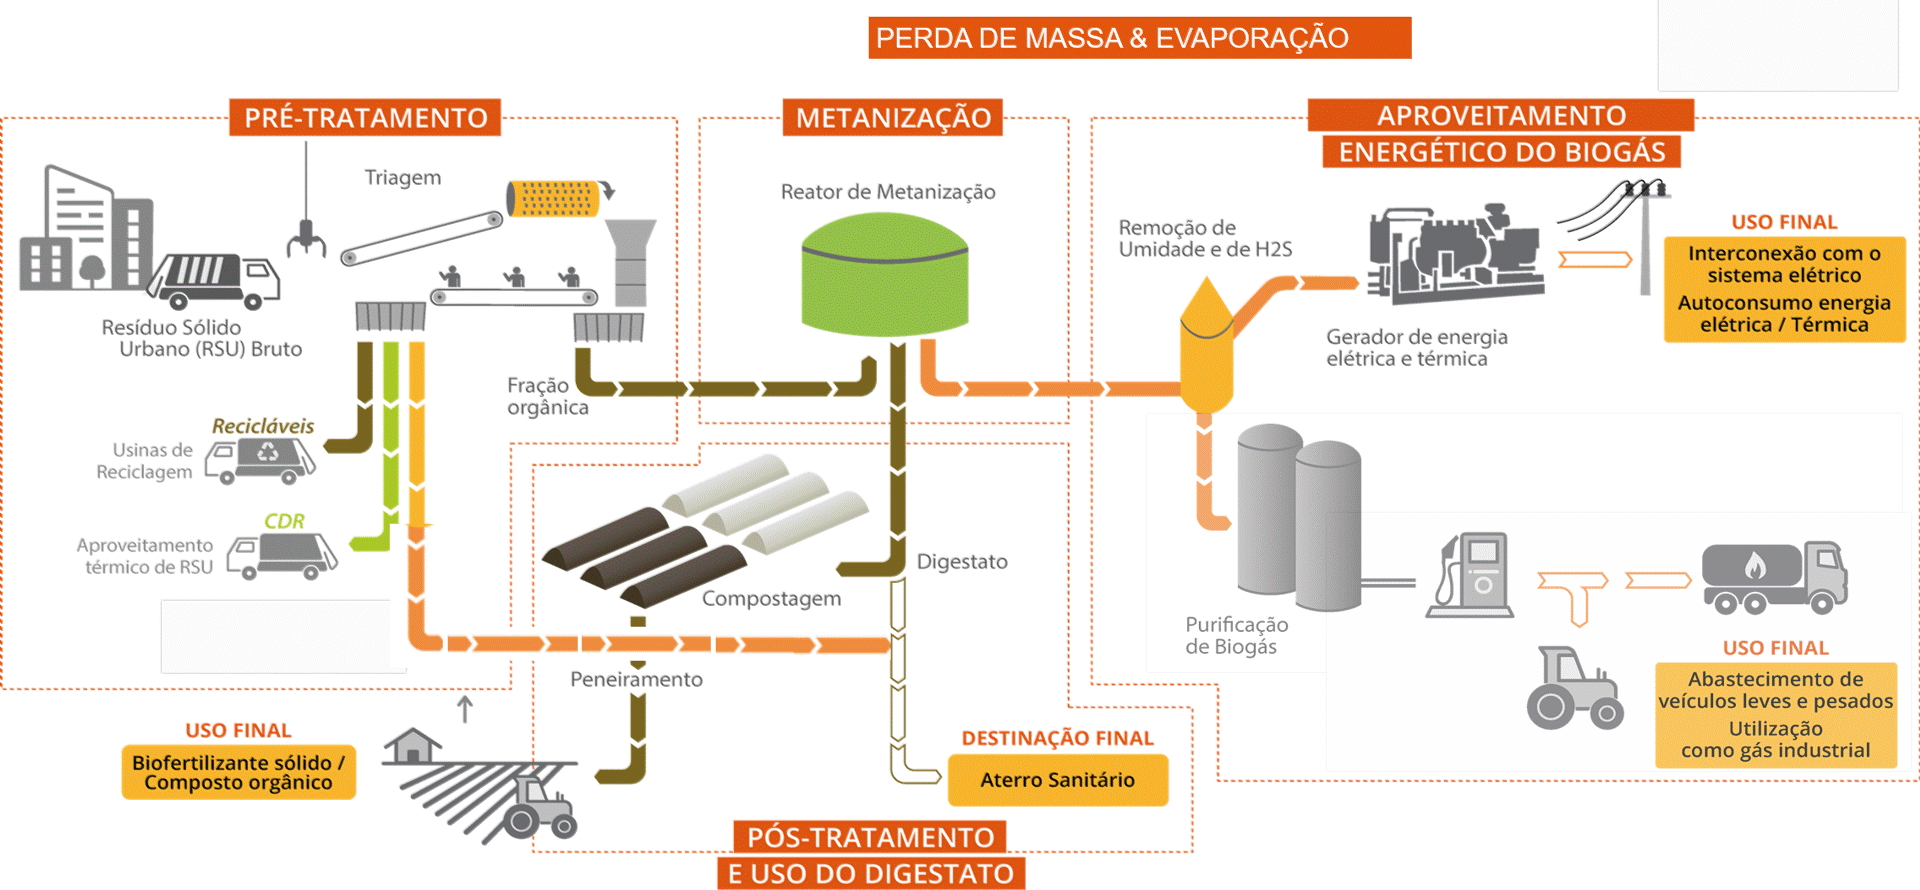 PERDA DE MASSA & EVAPORAÇÃO
PRÉ-TRATAMENTO
Triagem
Resíduo Sólido
Urbano (RSU) Bruto
Fração
orgânica
Recicláveis
Usinas de
Reciclagem
CDR
Aproveitamento
térmico de RSU
METANIZAÇÃO
Reator de Metanização
APROVEITAMENTO
ENERGÉTICO DO BIOGÁS
Remoção de
Umidade e de H2S
Gerador de energia
elétrica e térmica
USO FINAL
Interconexão com o
sistema elétrico
Autoconsumo energia
elétrica / Térmica
Purificação
de Biogás
USO FINAL
Abastecimento de
veículos leves e pesados
Utilização
como gás industrial
Digestato
Compostagem
Peneiramento
USO FINAL
Biofertilizante sólido /
Composto orgânico
DESTINAÇÃO FINAL
Aterro Sanitário
PÓS-TRATAMENTO
E USO DO DIGESTATO